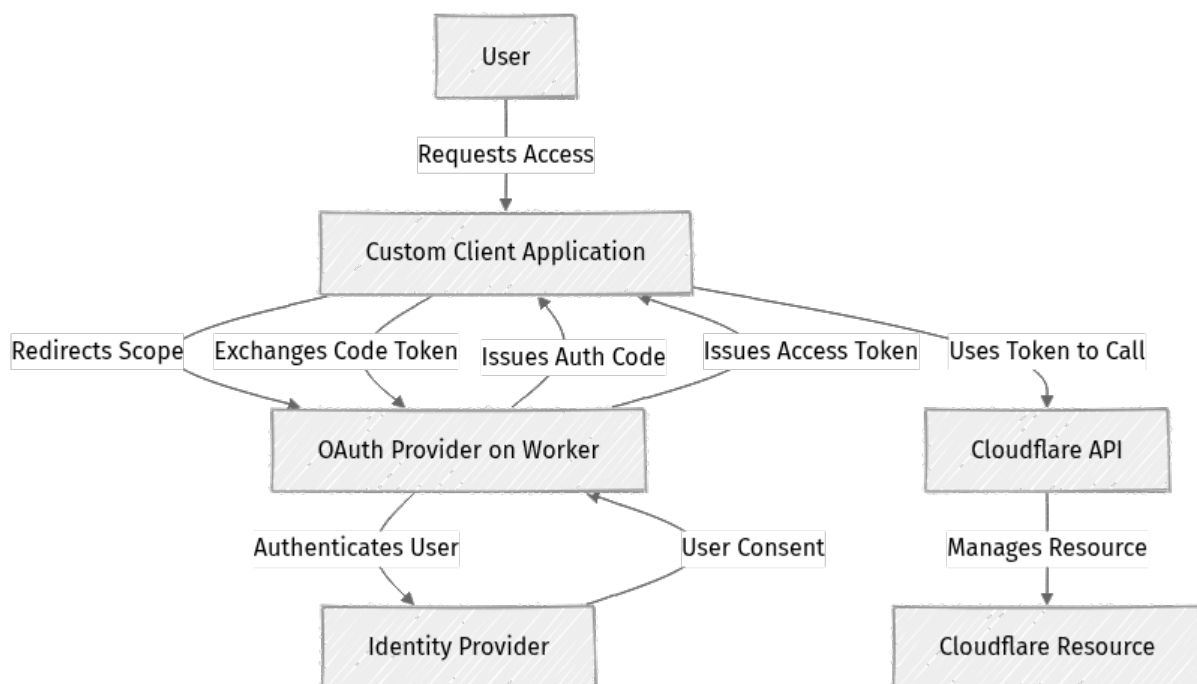 User
Requests Access
Custom Client Application
Redirects Scope
Exchanges Code Token
Issues Auth Code
Issues Access Token
Uses Token to Call
OAuth Provider on Worker
Cloudflare API
Authenticates User
User Consent
Manages Resource
Identity Provider
Cloudflare Resource